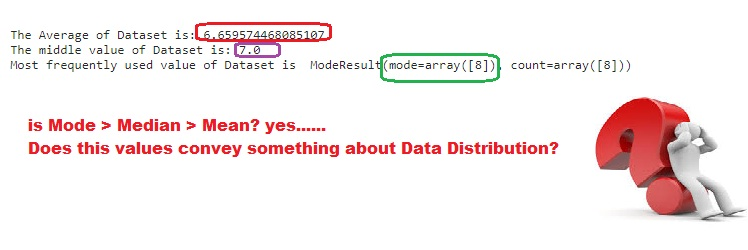 The Average of Dataset is: 6.659574468085107
The middle value of Dataset is: 7.0
Most frequently used value of Dataset is  ModeResult(mode=array([8]), count=array([8]))
is Mode > Median > Mean? yes......
Does this values convey something about Data Distribution?